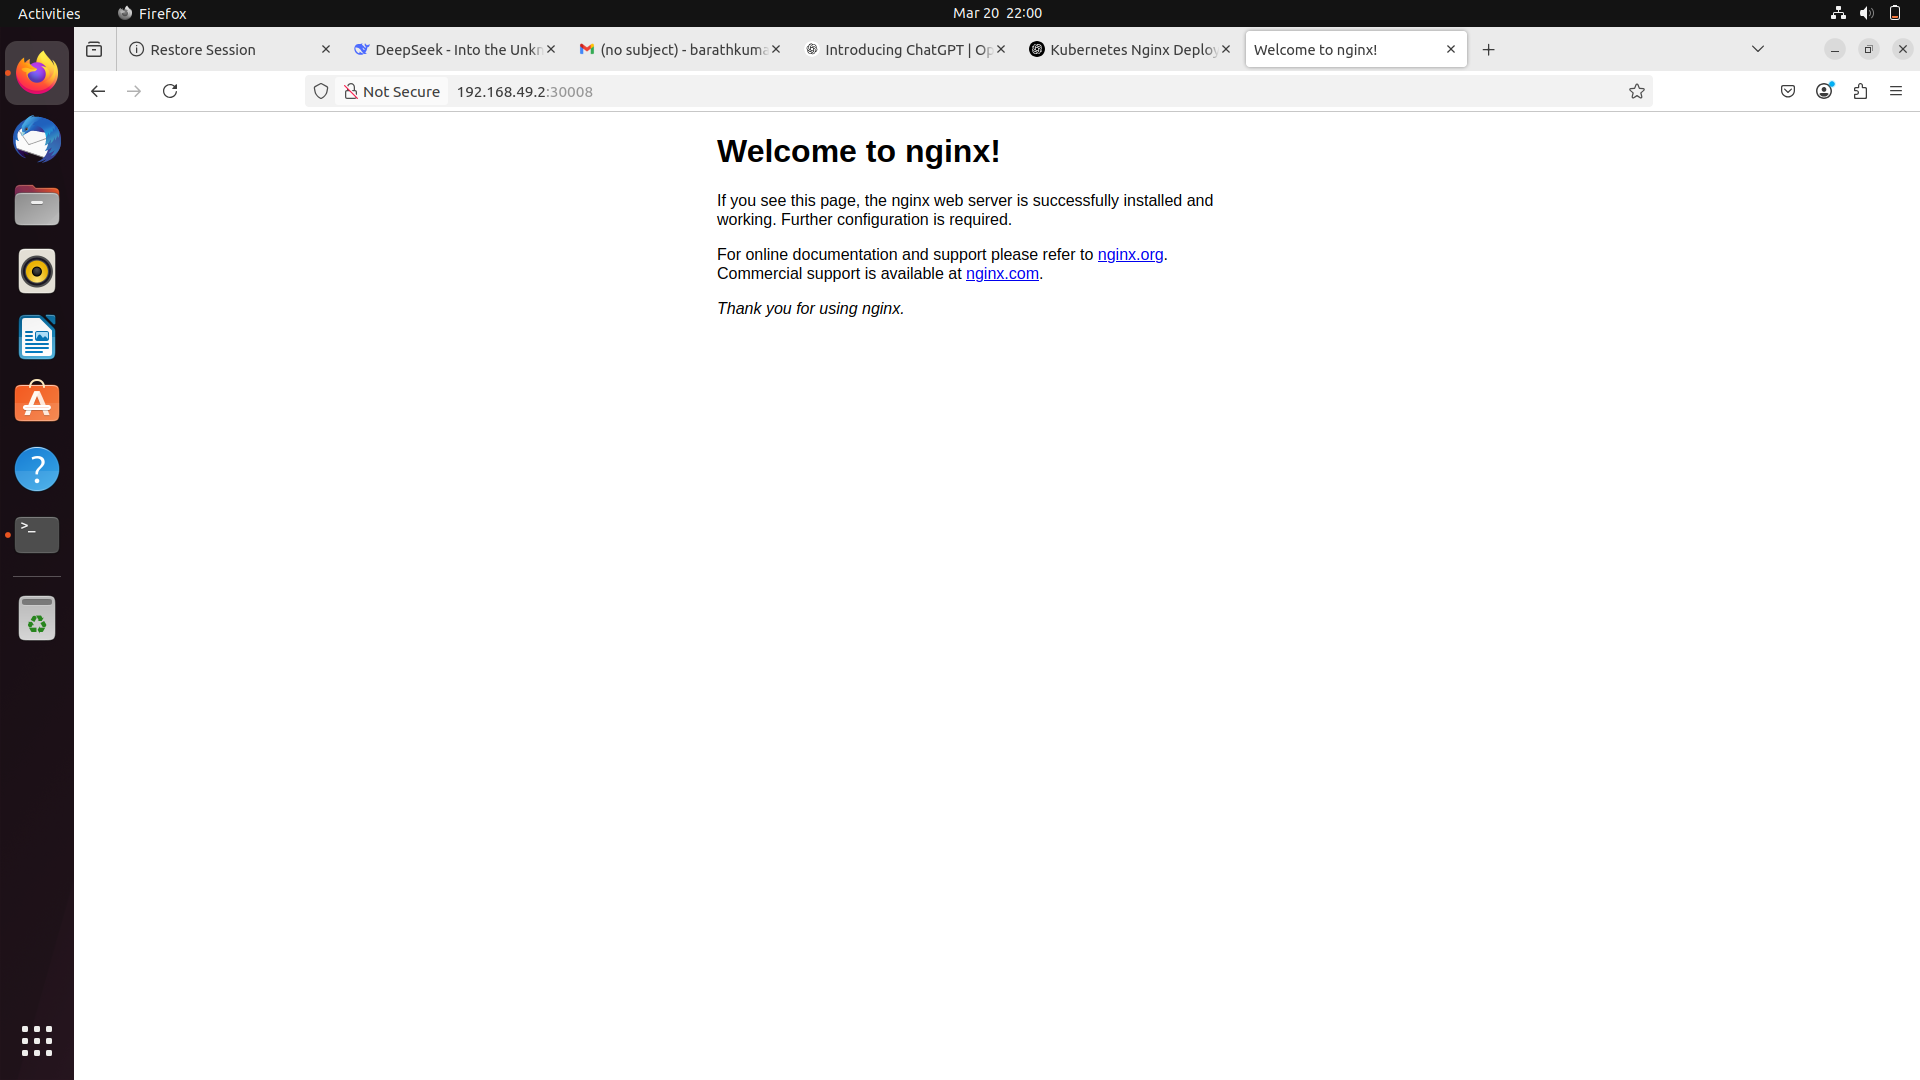 Activities
Firefox
Mar 20 22:00
Restore Session
DeepSeek - Into the Unkn
(no subject) - barathkuma
Introducing ChatGPT | Op
Kubernetes Nginx Deploy
Welcome to nginx!
Not Secure
192.168.49.2:30008
Welcome to nginx!
If you see this page, the nginx web server is successfully installed and
working. Further configuration is required.
For online documentation and support please refer to nginx.org.
Commercial support is available at nginx.com.
Thank you for using nginx.